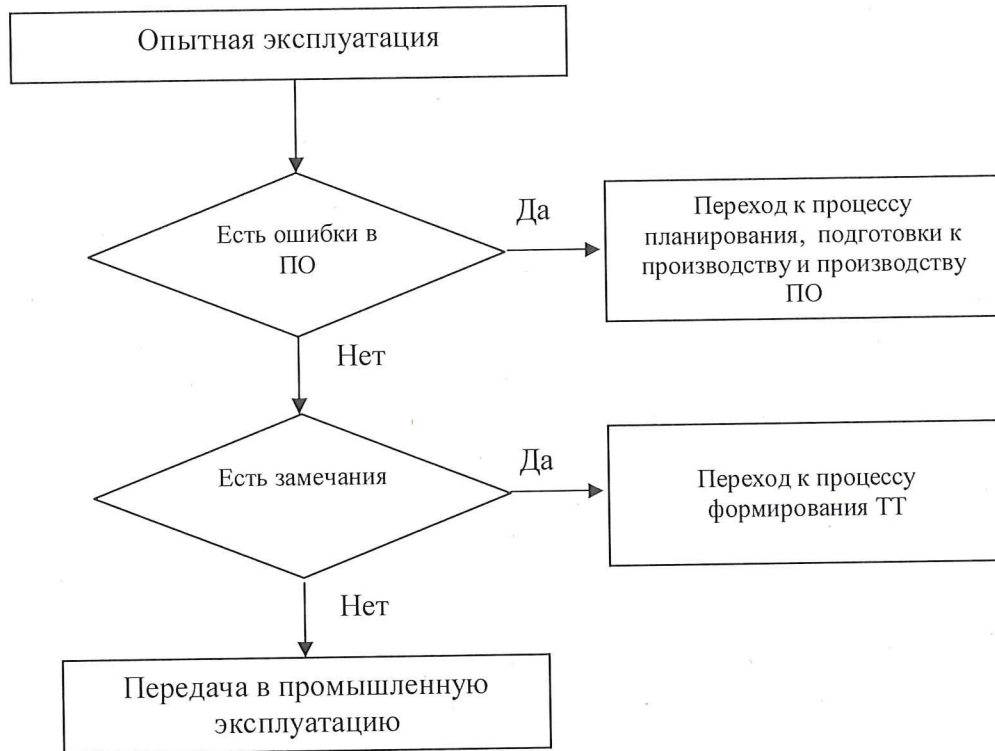 Опытная эксплуатация
Есть ошибки в
ПО
Да
Переход к процессу
планирования, подготовки к
производству и производству
ПО
Нет
Есть замечания
Да
Переход к процессу
формирования ТТ
Нет
Передача в промышленную
эксплуатацию